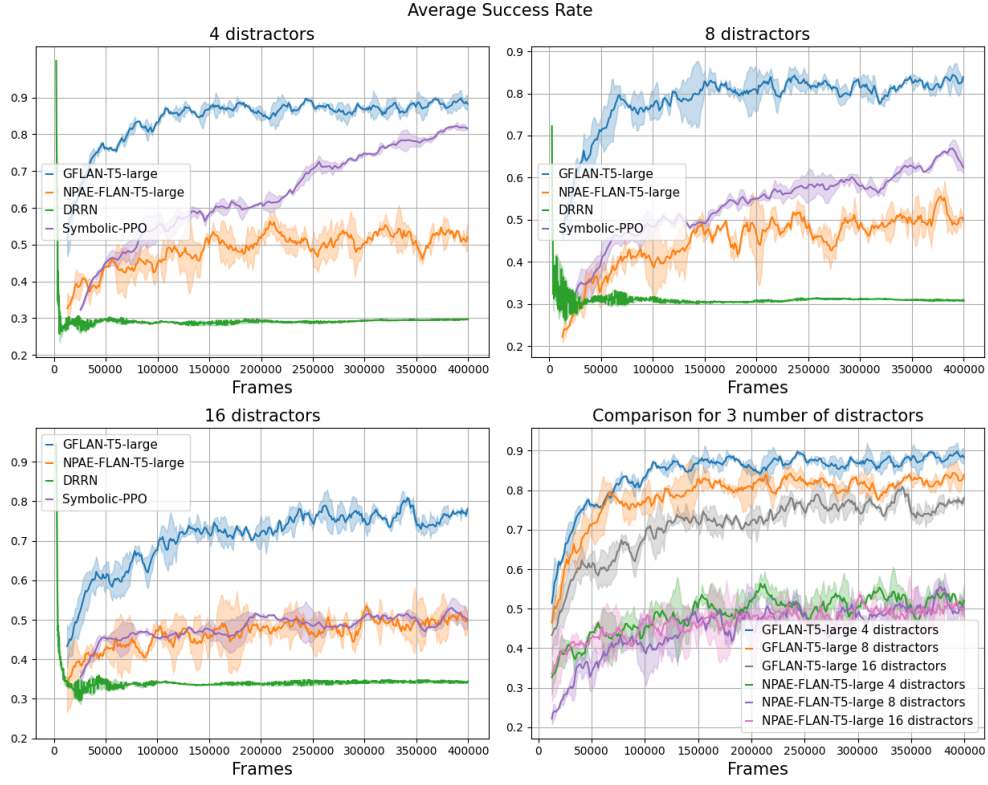 Average Success Rate
4 distractors
0.9
0.8
0.7
0.6
0.5
0.4
0.3
0.2
GFLAN-T5-large
NPAE-FLAN-T5-large
DRRN
Symbolic-PPO
0 50000 100000 150000 200000 250000 300000 350000 400000
Frames
8 distractors
0.9
0.8
0.7
0.6
0.5
0.4
0.3
0.2
GFLAN-T5-large
NPAE-FLAN-T5-large
DRRN
Symbolic-PPO
0 50000 100000 150000 200000 250000 300000 350000 400000
Frames
16 distractors
0.9
0.8
0.7
0.6
0.5
0.4
0.3
0.2
GFLAN-T5-large
NPAE-FLAN-T5-large
DRRN
Symbolic-PPO
0 50000 100000 150000 200000 250000 300000 350000 400000
Frames
Comparison for 3 number of distractors
0.9
0.8
0.7
0.6
0.5
0.4
0.3
0.2
GFLAN-T5-large 4 distractors
GFLAN-T5-large 8 distractors
GFLAN-T5-large 16 distractors
NPAE-FLAN-T5-large 4 distractors
NPAE-FLAN-T5-large 8 distractors
NPAE-FLAN-T5-large 16 distractors
0 50000 100000 150000 200000 250000 300000 350000 400000
Frames